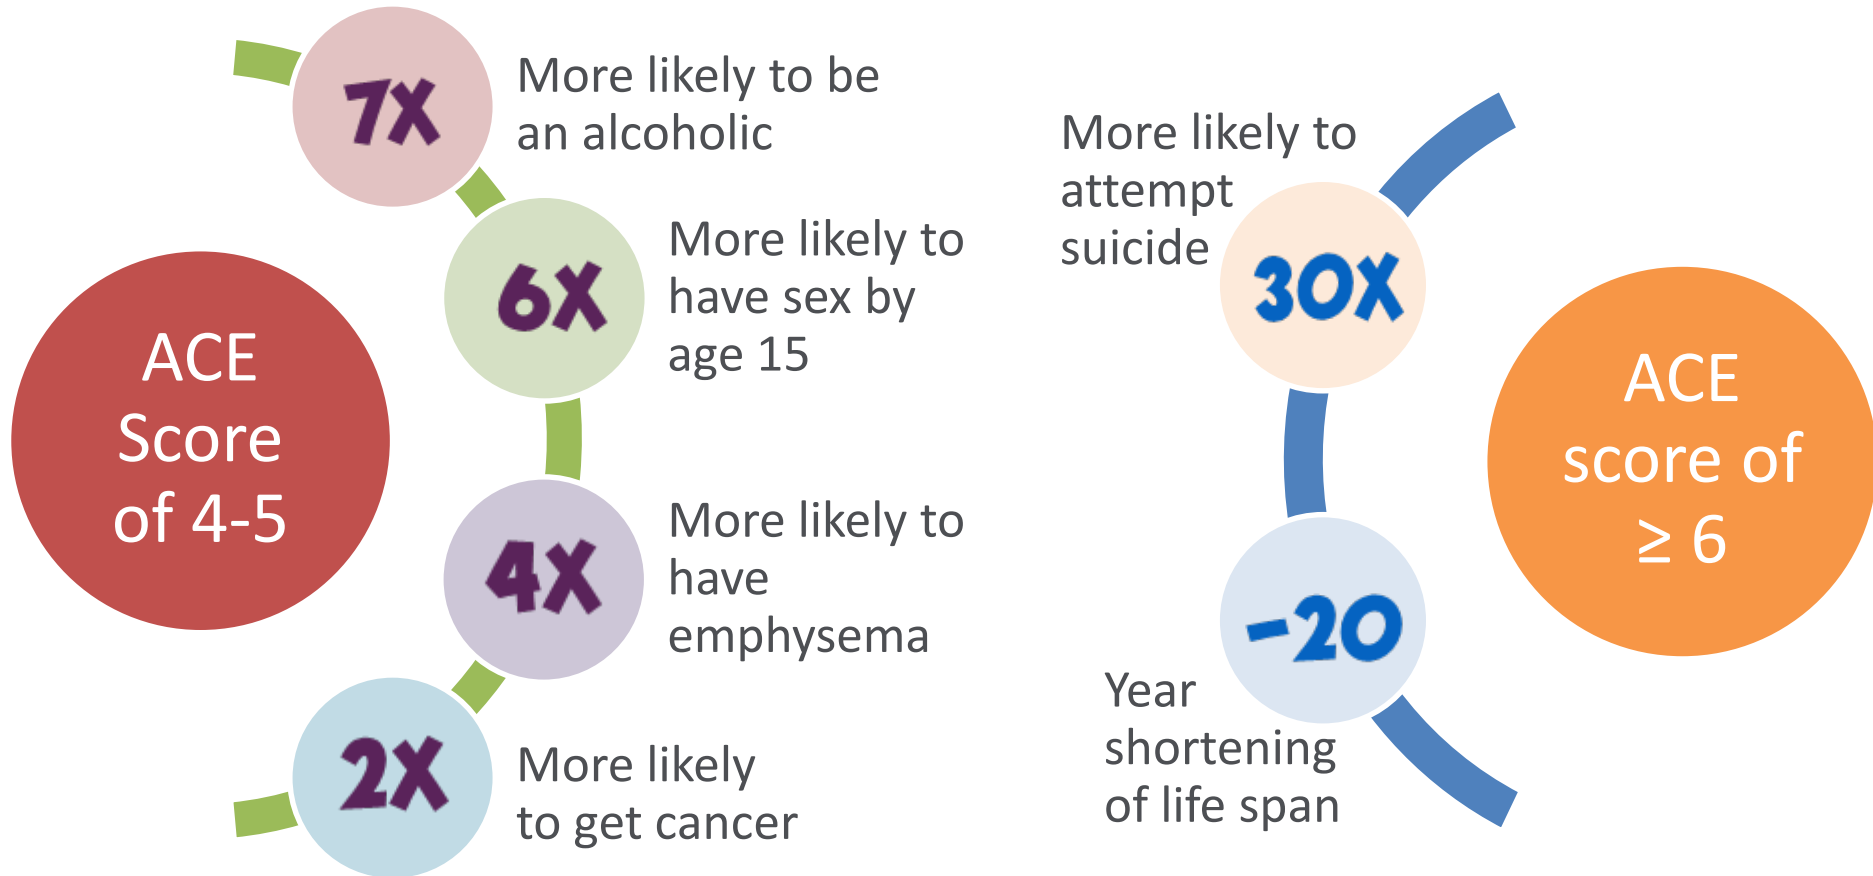 ACE
Score
of 4-5
7X
More likely to be
an alcoholic
6X
More likely to
have sex by
age 15
4X
More likely to
have
emphysema
2X
More likely
to get cancer
More likely to
attempt
suicide
30X
-20
Year
shortening
of life span
ACE
score of
≥ 6